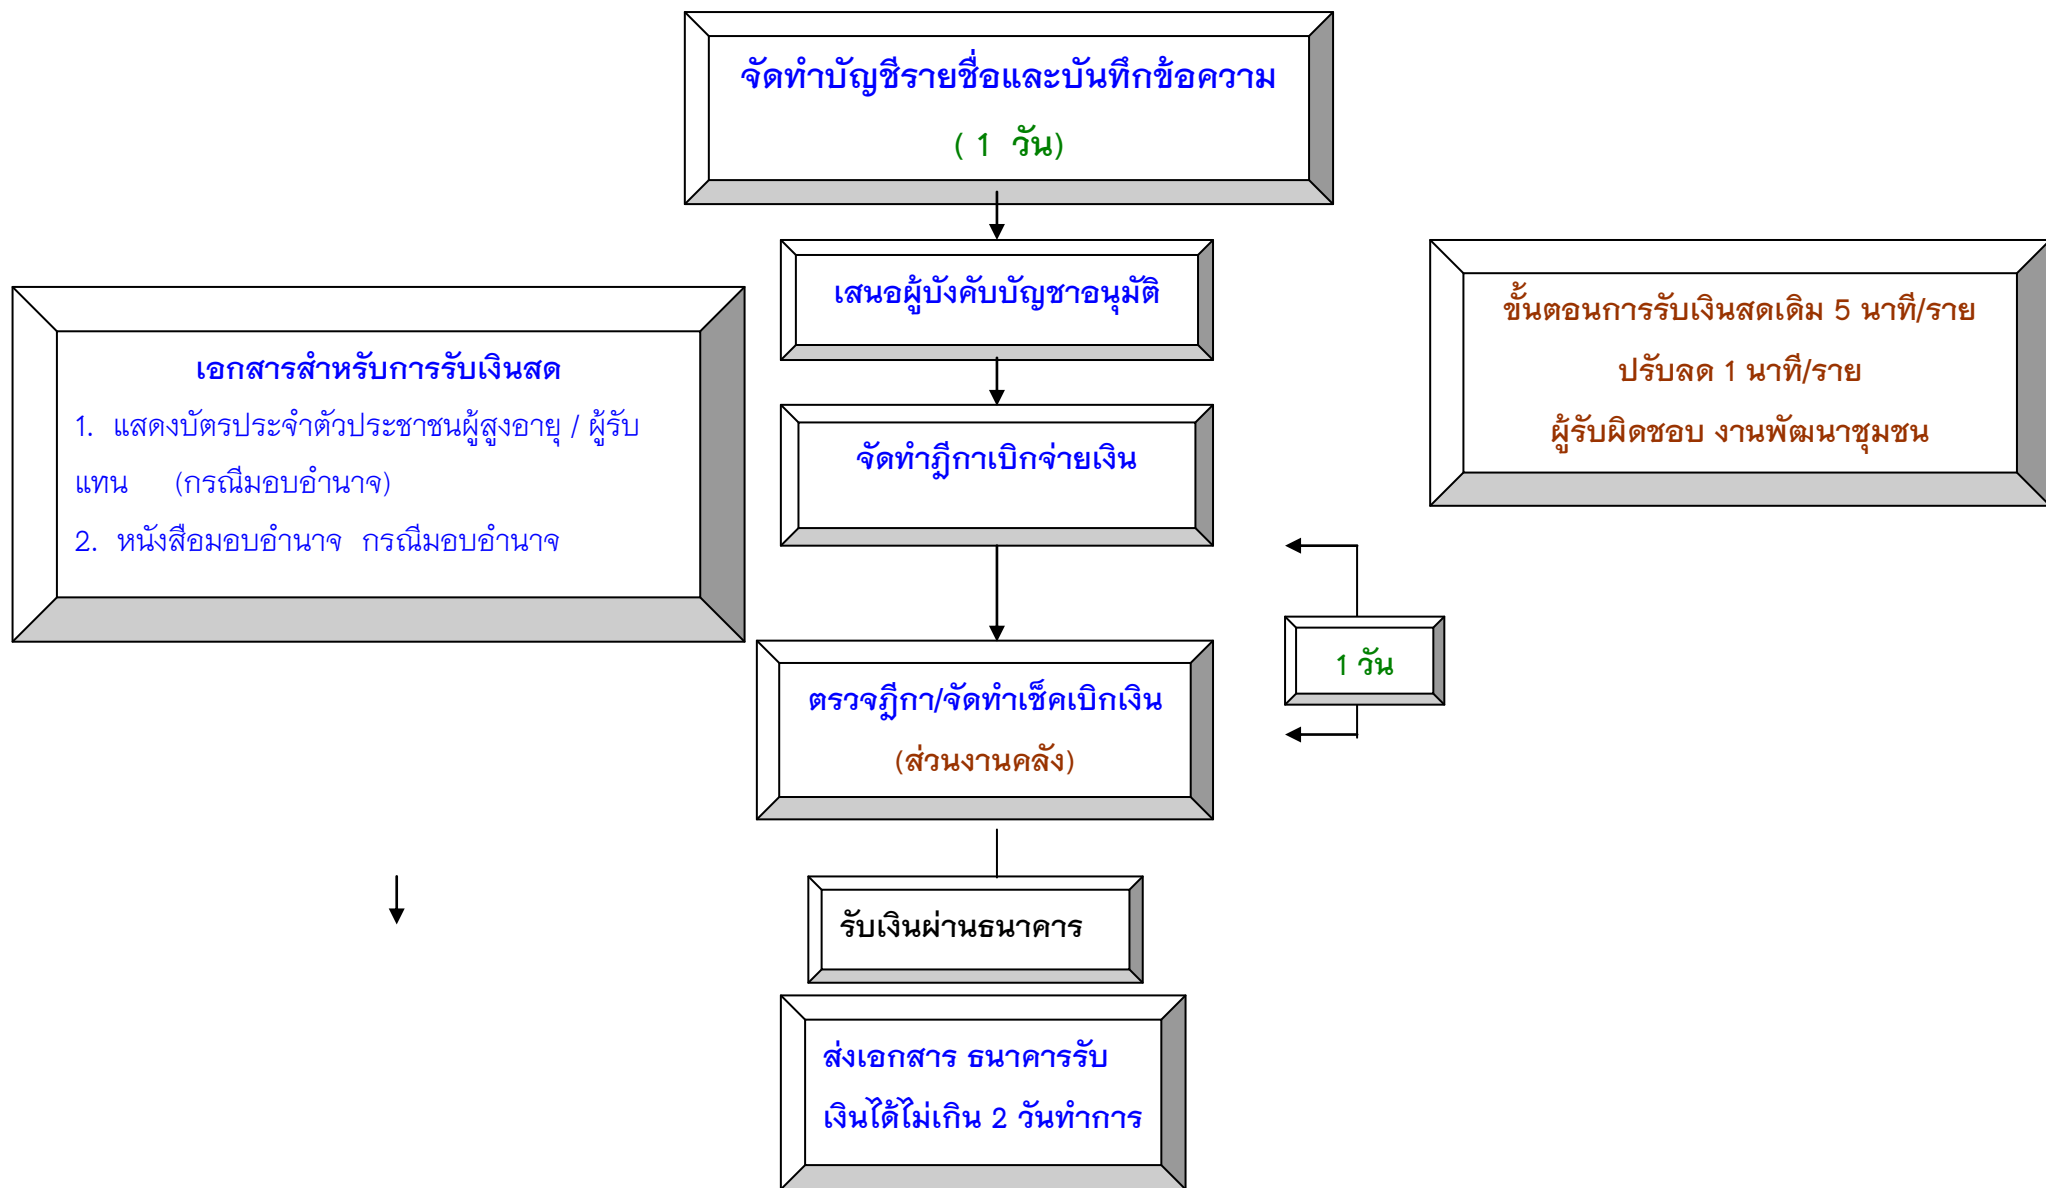 จัดทำบัญชีรายชื่อและบันทึกข้อความ
( 1 วัน)
เสนอผู้บังคับบัญชาอนุมัติ
ขั้นตอนการรับเงินสดเดิม 5 นาที/ราย
ปรับลด 1 นาที/ราย
ผู้รับผิดชอบ งานพัฒนาชุมชน
เอกสารสำหรับการรับเงินสด
1. แสดงบัตรประจำตัวประชาชนผู้สูงอายุ / ผู้รับ
แทน (กรณีมอบอำนาจ)
2. หนังสือมอบอำนาจ กรณีมอบอำนาจ
จัดทำฎีกาเบิกจ่ายเงิน
1 วัน
ตรวจฎีกา/จัดทำเช็คเบิกเงิน
(ส่วนงานคลัง)
รับเงินผ่านธนาคาร
ส่งเอกสาร ธนาคารรับ
เงินได้ไม่เกิน 2 วันทำการ